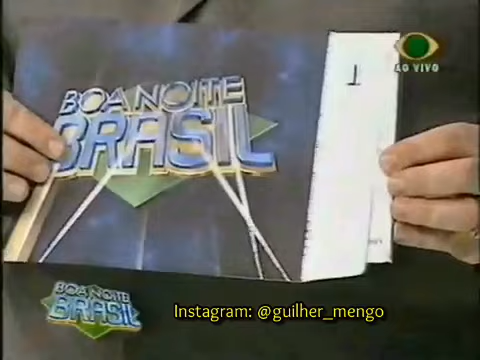 AO VIVO
BOA NOITE
BRASIL
BOA NOITE
BRASIL
Instagram: @guilher_mengo